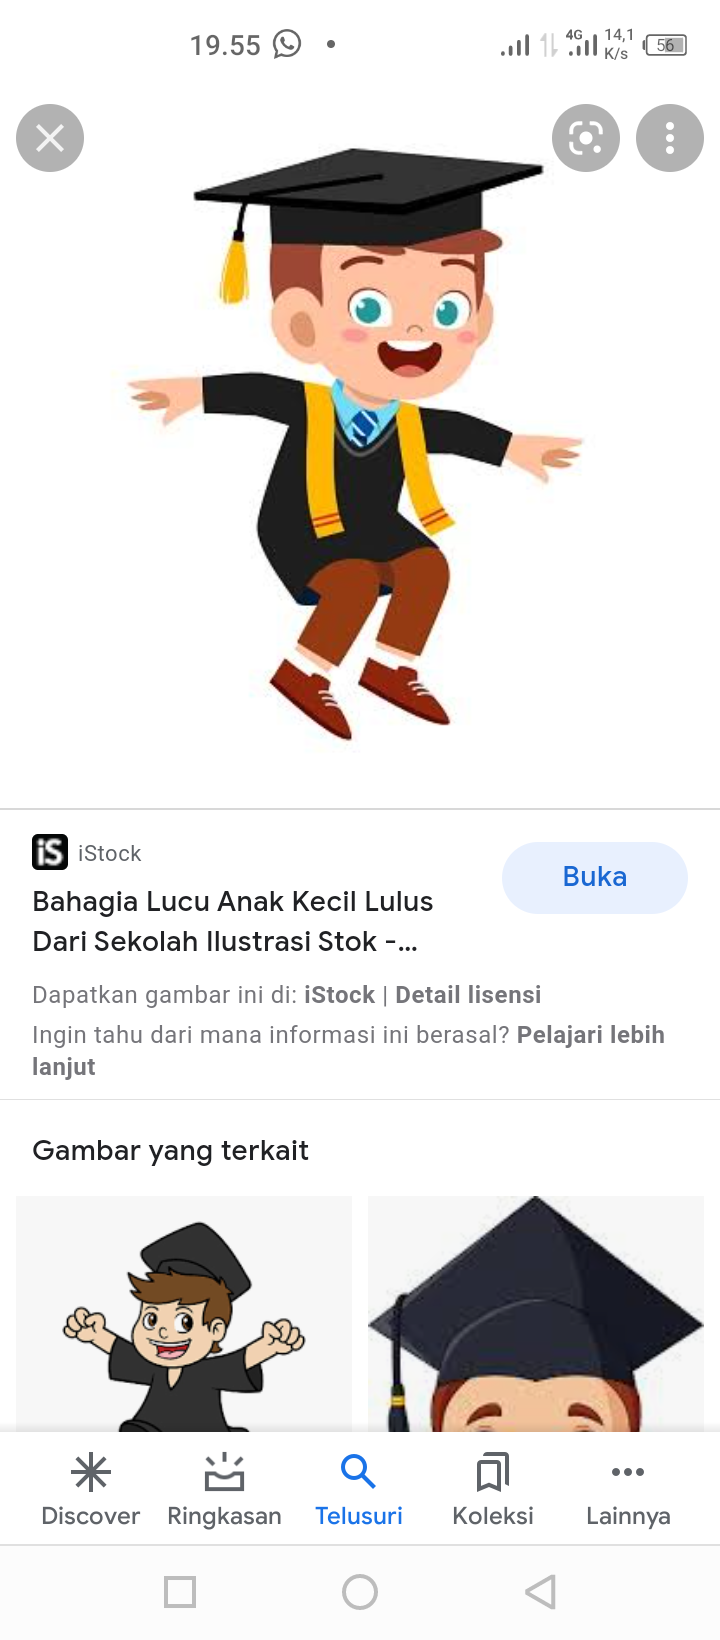 19.55
4G
14,1
K/s
56
iS iStock
Buka
Bahagia Lucu Anak Kecil Lulus
Dari Sekolah Ilustrasi Stok -...
Dapatkan gambar ini di: iStock | Detail lisensi
Ingin tahu dari mana informasi ini berasal? Pelajari lebih
lanjut
Gambar yang terkait
Discover Ringkasan Telusuri Koleksi Lainnya